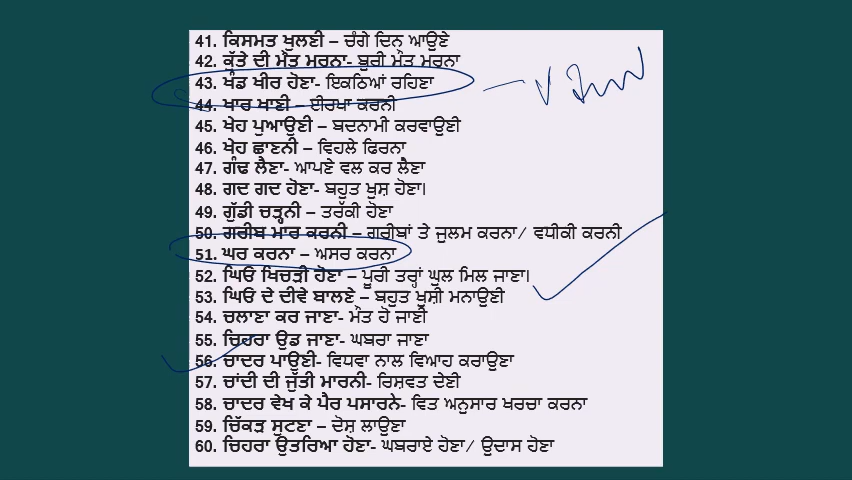 41. ਕਿਸਮਤ ਖੁਲਣੀ – ਚੰਗੇ ਦਿਨ ਆਉਣੇ
42. ਕੁੱਤੇ ਦੀ ਮੌਤ ਮਰਨਾ- ਬੁਰੀ ਮੌਤ ਮਰਨਾ
43. ਖੰਡ ਖੀਰ ਹੋਣਾ- ਇਕਠਿਆਂ ਰਹਿਣਾ
44. ਖਾਰ ਖਾਣੀ – ਈਰਖਾ ਕਰਨੀ
45. ਖੇਹ ਪੁਆਉਣੀ – ਬਦਨਾਮੀ ਕਰਵਾਉਣੀ
46. ਖੇਹ ਛਾਣਨੀ – ਵਿਹਲੇ ਫਿਰਨਾ
47. ਗੰਢ ਲੈਣਾ- ਆਪਣੇ ਵਲ ਕਰ ਲੈਣਾ
48. ਗਦ ਗਦ ਹੋਣਾ- ਬਹੁਤ ਖੁਸ਼ ਹੋਣਾ।
49. ਗੁੱਡੀ ਚੜ੍ਹਨੀ – ਤਰੱਕੀ ਹੋਣਾ
50. ਗਰੀਬ ਮਾਰ ਕਰਨੀ – ਗਰੀਬਾਂ ਤੇ ਜੁਲਮ ਕਰਨਾ/ ਵਧੀਕੀ ਕਰਨੀ
51. ਘਰ ਕਰਨਾ – ਅਸਰ ਕਰਨਾ
52. ਘਿਓ ਖਿਚੜੀ ਹੋਣਾ – ਪੂਰੀ ਤਰ੍ਹਾਂ ਘੁਲ ਮਿਲ ਜਾਣਾ।
53. ਘਿਓ ਦੇ ਦੀਵੇ ਬਾਲਣੇ – ਬਹੁਤ ਖੁਸ਼ੀ ਮਨਾਉਣੀ
54. ਚਲਾਣਾ ਕਰ ਜਾਣਾ- ਮੌਤ ਹੋ ਜਾਣੀ
55. ਚਿਹਰਾ ਉਡ ਜਾਣਾ- ਘਬਰਾ ਜਾਣਾ
56. ਚਾਦਰ ਪਾਉਣੀ- ਵਿਧਵਾ ਨਾਲ ਵਿਆਹ ਕਰਾਉਣਾ
57. ਚਾਂਦੀ ਦੀ ਜੁੱਤੀ ਮਾਰਨੀ- ਰਿਸ਼ਵਤ ਦੇਣੀ
58. ਚਾਦਰ ਵੇਖ ਕੇ ਪੈਰ ਪਸਾਰਨੇ- ਵਿਤ ਅਨੁਸਾਰ ਖਰਚਾ ਕਰਨਾ
59. ਚਿੱਕੜ ਸੁਟਣਾ – ਦੋਸ਼ ਲਾਉਣਾ
60. ਚਿਹਰਾ ਉਤਰਿਆ ਹੋਣਾ- ਘਬਰਾਏ ਹੋਣਾ/ ਉਦਾਸ ਹੋਣਾ